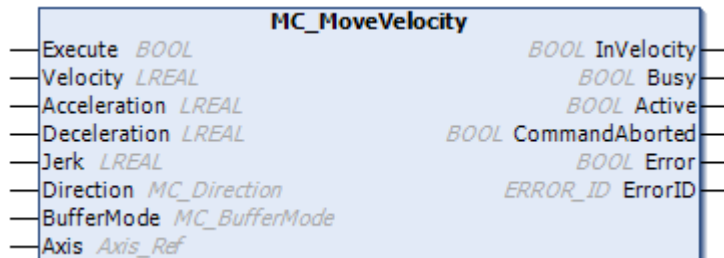 MC_MoveVelocity
Execute BOOL BOOL InVelocity
Velocity LREAL BOOL Busy
Acceleration LREAL BOOL Active
Deceleration LREAL BOOL CommandAborted
Jerk LREAL BOOL Error
Direction MC_Direction ERROR_ID ErrorID
BufferMode MC_BufferMode
Axis Axis_Ref